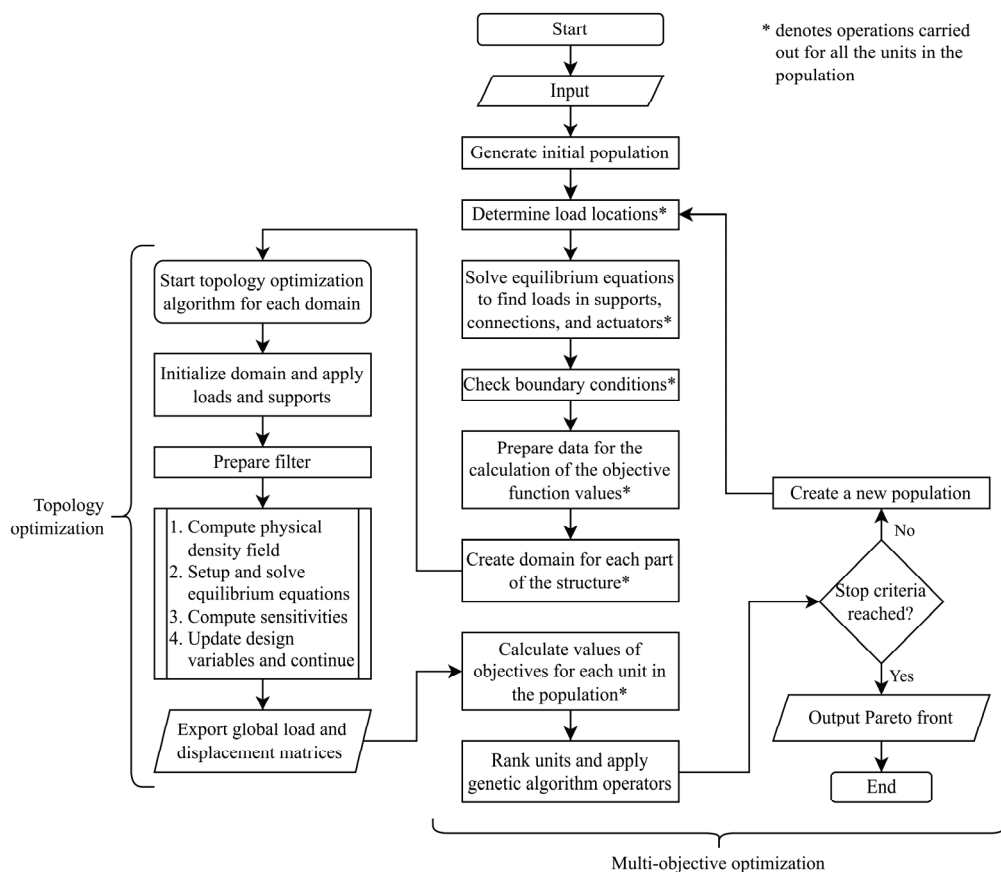 Start
* denotes operations carried
out for all the units in the
population
Input
Generate initial population
Determine load locations*
Solve equilibrium equations
to find loads in supports,
connections, and actuators*
Check boundary conditions*
Prepare data for the
calculation of the objective
function values*
Create domain for each part
of the structure*
Topology
optimization
Start topology optimization
algorithm for each domain
Initialize domain and apply
loads and supports
Prepare filter
1. Compute physical
density field
2. Setup and solve
equilibrium equations
3. Compute sensitivities
4. Update design
variables and continue
Export global load and
displacement matrices
Calculate values of
objectives for each unit in
the population*
Rank units and apply
genetic algorithm operators
Create a new population
No
Stop criteria
reached?
Yes
Output Pareto front
End
Multi-objective optimization